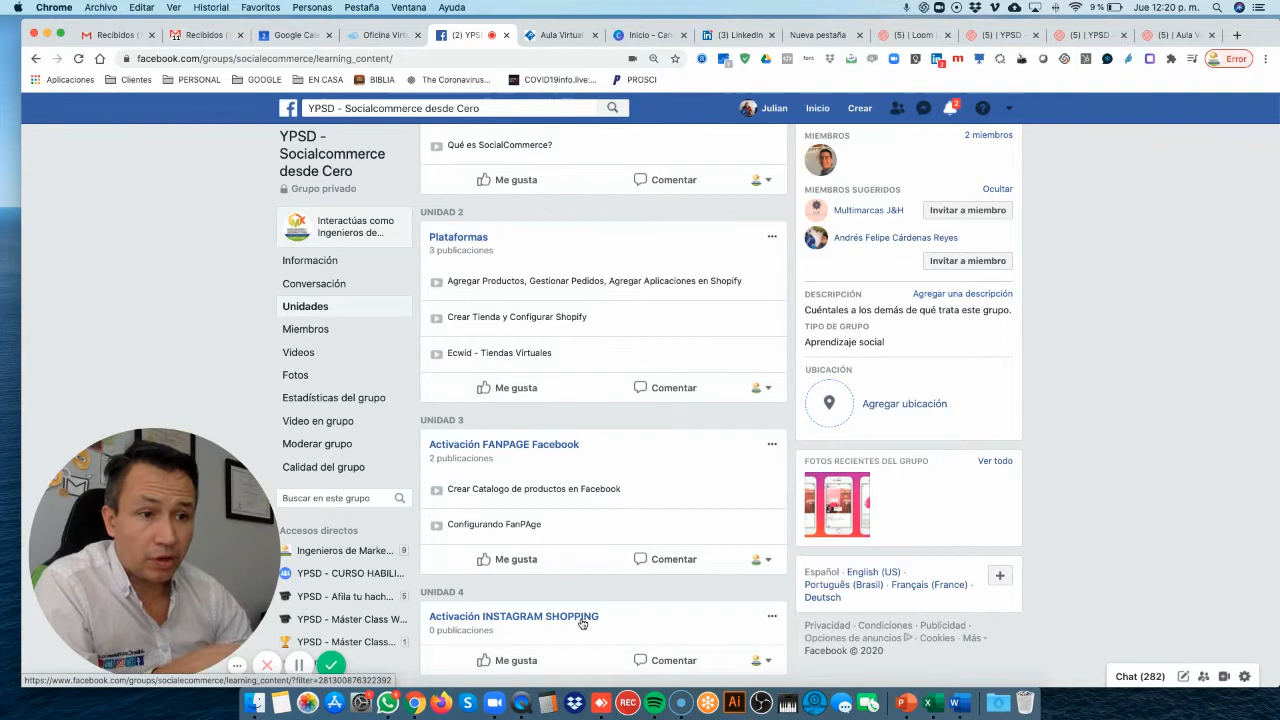 Chrome Archivo Editar Ver Historial Favoritos Personas Pestaña Ventana Ayuda 9 % Jue 12:20 p. m.
Recibidos ( Recibidos ( Google Cale Oficina Virtu (2) YPS Aula Virtual Inicio - Can (3) LinkedIn Nueva pestaña (5) | Loom (5) | YPSD (5) | YPSD - (5) | Aula V
facebook.com/groups/socialecommerce/learning_content/ Error
Aplicaciones Clientes PERSONAL GOOGLE EN CASA BIBLIA The Coronavirus... COVID19info.live:... PROSCI
YPSD - Socialcommerce desde Cero Julian Inicio Crear 2
YPSD -
Socialcommerce
desde Cero
Grupo privado
Interactúas como
Ingenieros de...
Información
Conversación
Unidades
Miembros
Videos
Fotos
Estadísticas del grupo
Video en grupo
Moderar grupo
Calidad del grupo
Buscar en este grupo
Accesos directos
Ingenieros de Marke... 9
YPSD - CURSO HABILI...
YPSD - Afila tu hach... 5
YPSD - Máster Class W...
YPSD - Máster Class... 1
Qué es SocialCommerce?
Me gusta Comentar
UNIDAD 2
Plataformas
3 publicaciones
Agregar Productos, Gestionar Pedidos, Agregar Aplicaciones en Shopify
Crear Tienda y Configurar Shopify
Ecwid - Tiendas Virtuales
Me gusta Comentar
UNIDAD 3
Activación FANPAGE Facebook
2 publicaciones
Crear Catalogo de productos en Facebook
Configurando FanPAge
Me gusta Comentar
UNIDAD 4
Activación INSTAGRAM SHOPPING
0 publicaciones
Me gusta Comentar
MIEMBROS 2 miembros
MIEMBROS SUGERIDOS Ocultar
Multimarcas J&H Invitar a miembro
Andrés Felipe Cárdenas Reyes
Invitar a miembro
DESCRIPCIÓN Agregar una descripción
Cuéntales a los demás de qué trata este grupo.
TIPO DE GRUPO
Aprendizaje social
UBICACIÓN
Agregar ubicación
FOTOS RECIENTES DEL GRUPO Ver todo
Español · English (US) ·
Português (Brasil) · Français (France) ·
Deutsch
Privacidad · Condiciones · Publicidad ·
Opciones de anuncios · Cookies · Más
Facebook © 2020
Chat (282)
https://www.facebook.com/groups/socialecommerce/learning_content/?filter=281300876322392
REC Ai